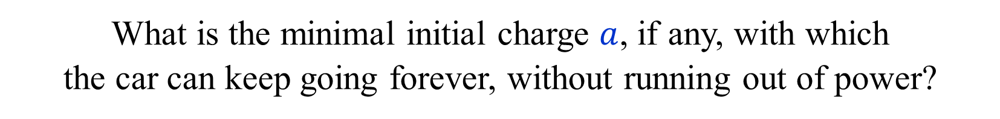 What is the minimal initial charge a, if any, with which
the car can keep going forever, without running out of power?